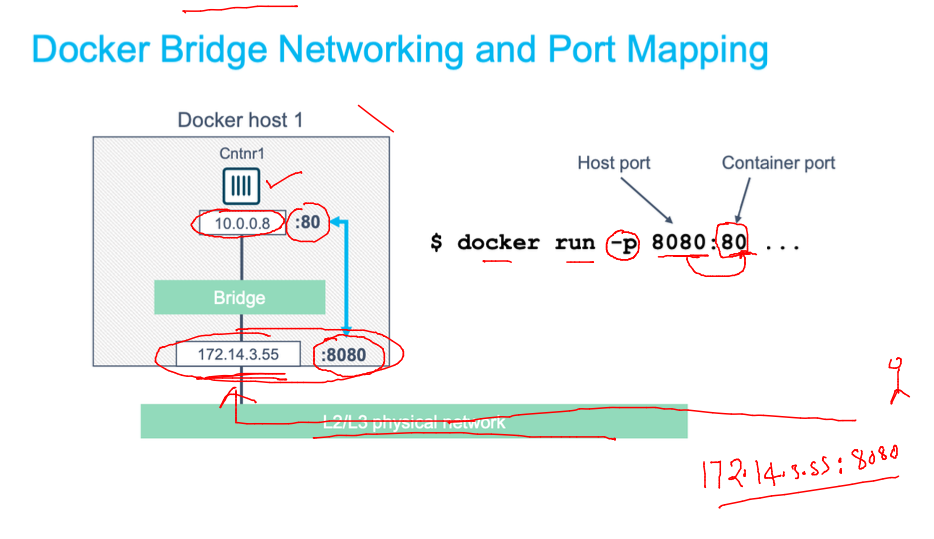 Docker Bridge Networking and Port Mapping
Docker host 1
Cntnr1
10.0.0.8 :80
Bridge
172.14.3.55 :8080
L2/L3 physical network
Host port Container port
$ docker run -p 8080:80 ...
172.14.3.55:8080